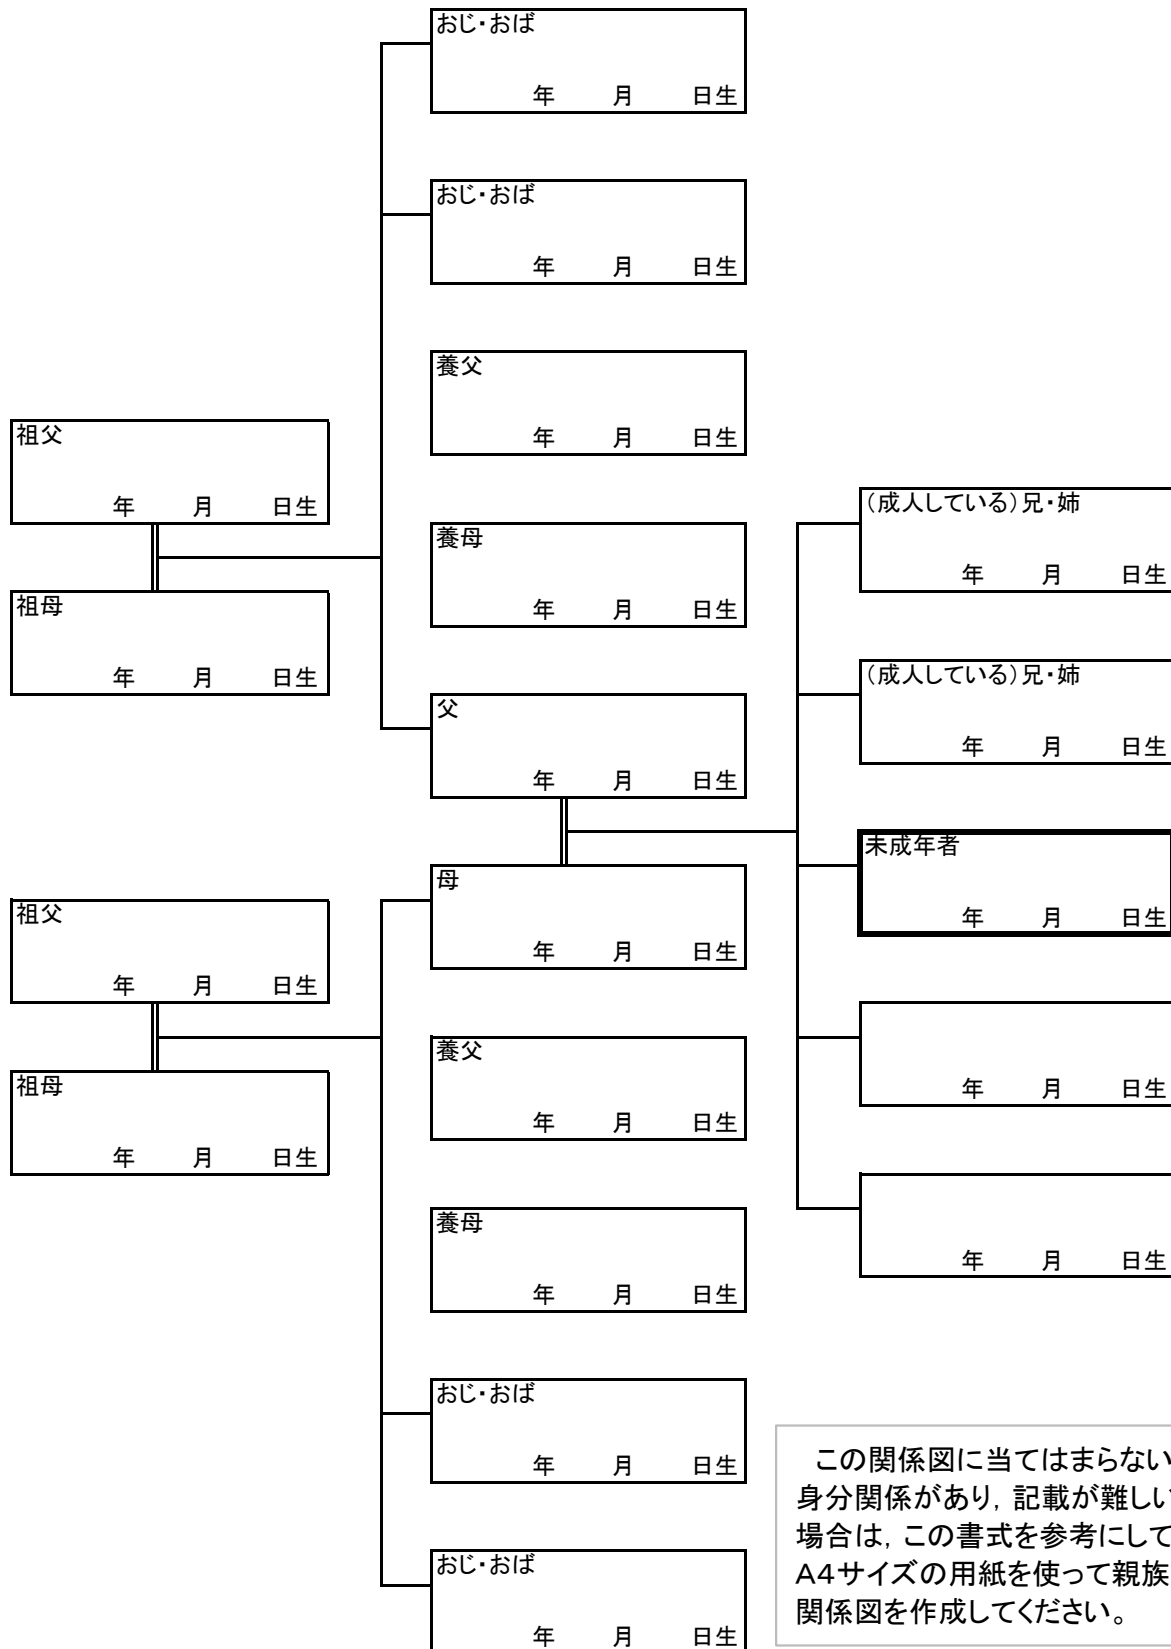 おじ・おば
年 月 日生
おじ・おば
年 月 日生
養父
年 月 日生
養母
年 月 日生
父
年 月 日生
母
年 月 日生
養父
年 月 日生
養母
年 月 日生
おじ・おば
年 月 日生
おじ・おば
年 月 日生
祖父
年 月 日生
祖母
年 月 日生
祖父
年 月 日生
祖母
年 月 日生
(成人している)兄・姉
年 月 日生
(成人している)兄・姉
年 月 日生
未成年者
年 月 日生
年 月 日生
年 月 日生
この関係図に当てはまらない
身分関係があり,記載が難しい
場合は,この書式を参考にして
A4サイズの用紙を使って親族
関係図を作成してください。